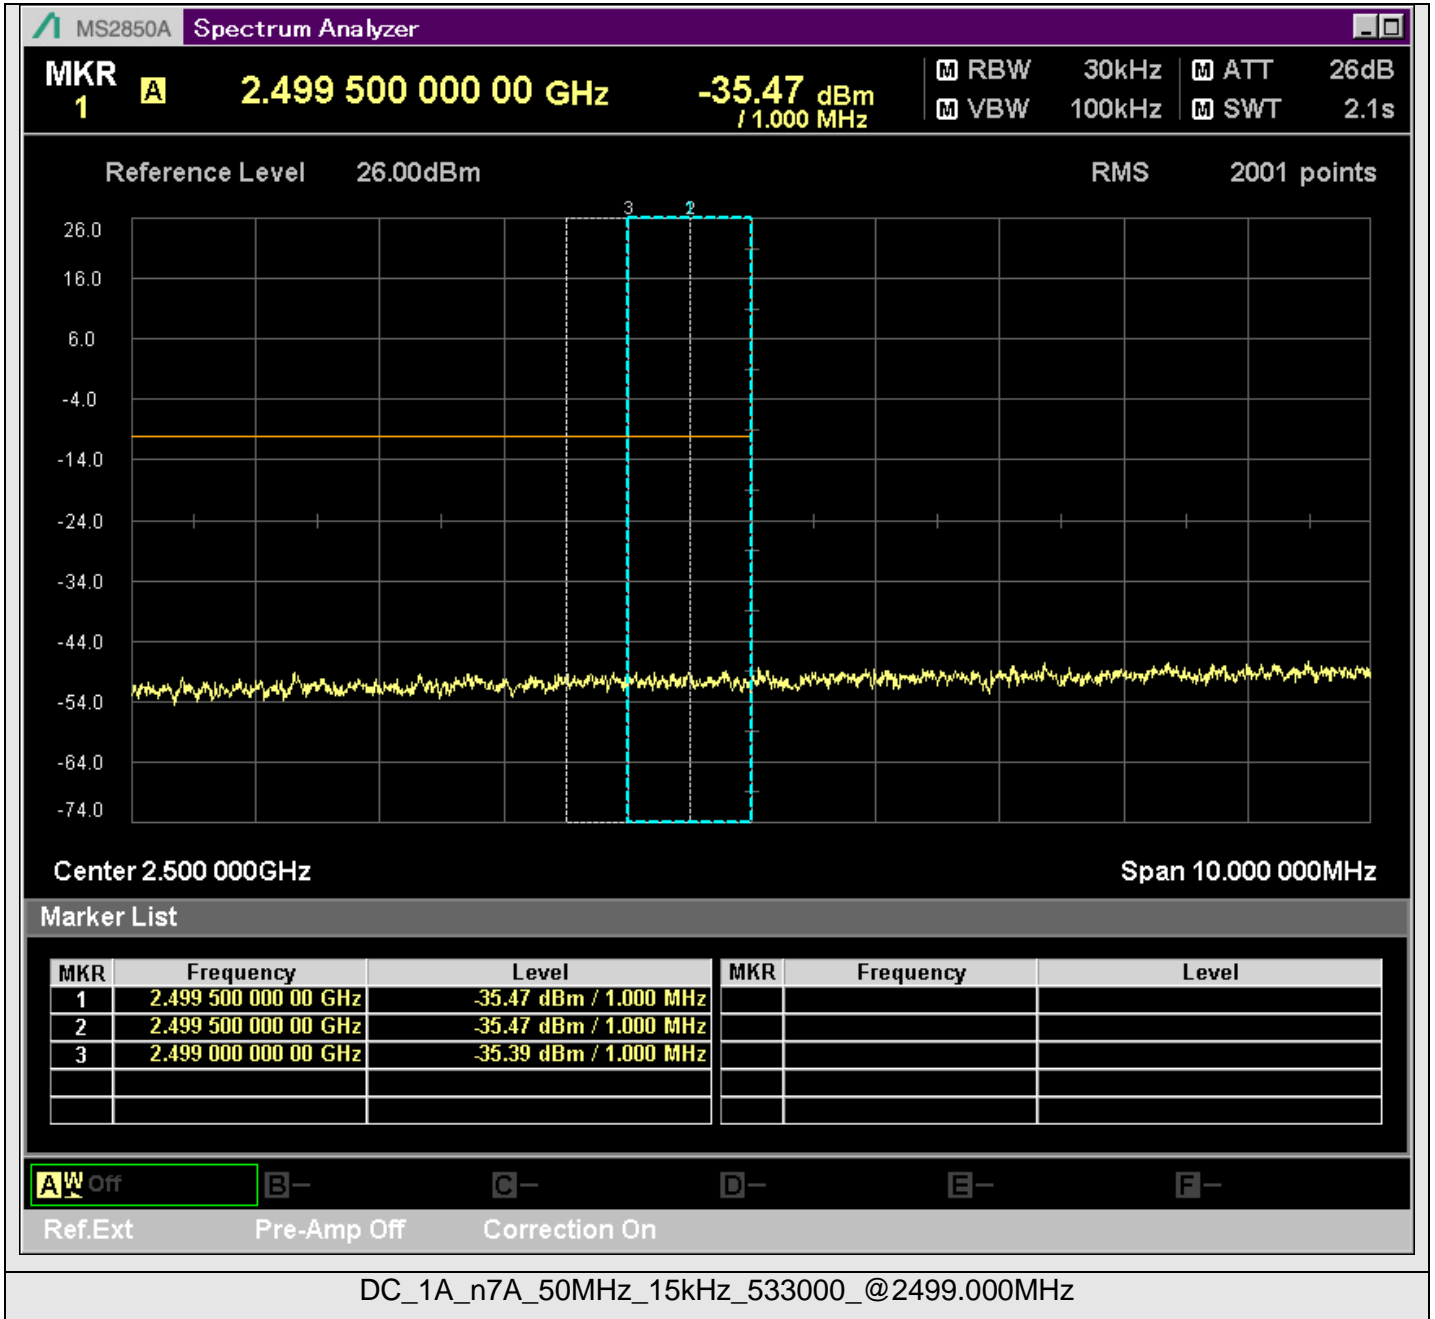 MS2850A Spectrum Analyzer
MKR 1 A 2.499 500 000 00 GHz -35.47 dBm / 1.000 MHz
M RBW 30kHz M ATT 26dB
M VBW 100kHz M SWT 2.1s
Reference Level 26.00dBm RMS 2001 points
3 2
26.0
16.0
6.0
-4.0
-14.0
-24.0
-34.0
-44.0
-54.0
-64.0
-74.0
Center 2.500 000GHz Span 10.000 000MHz
Marker List
MKR Frequency Level MKR Frequency Level
1 2.499 500 000 00 GHz -35.47 dBm / 1.000 MHz
2 2.499 500 000 00 GHz -35.47 dBm / 1.000 MHz
3 2.499 000 000 00 GHz -35.39 dBm / 1.000 MHz
A W Off B — C — D — E — F —
Ref.Ext Pre-Amp Off Correction On
DC_1A_n7A_50MHz_15kHz_533000_@2499.000MHz